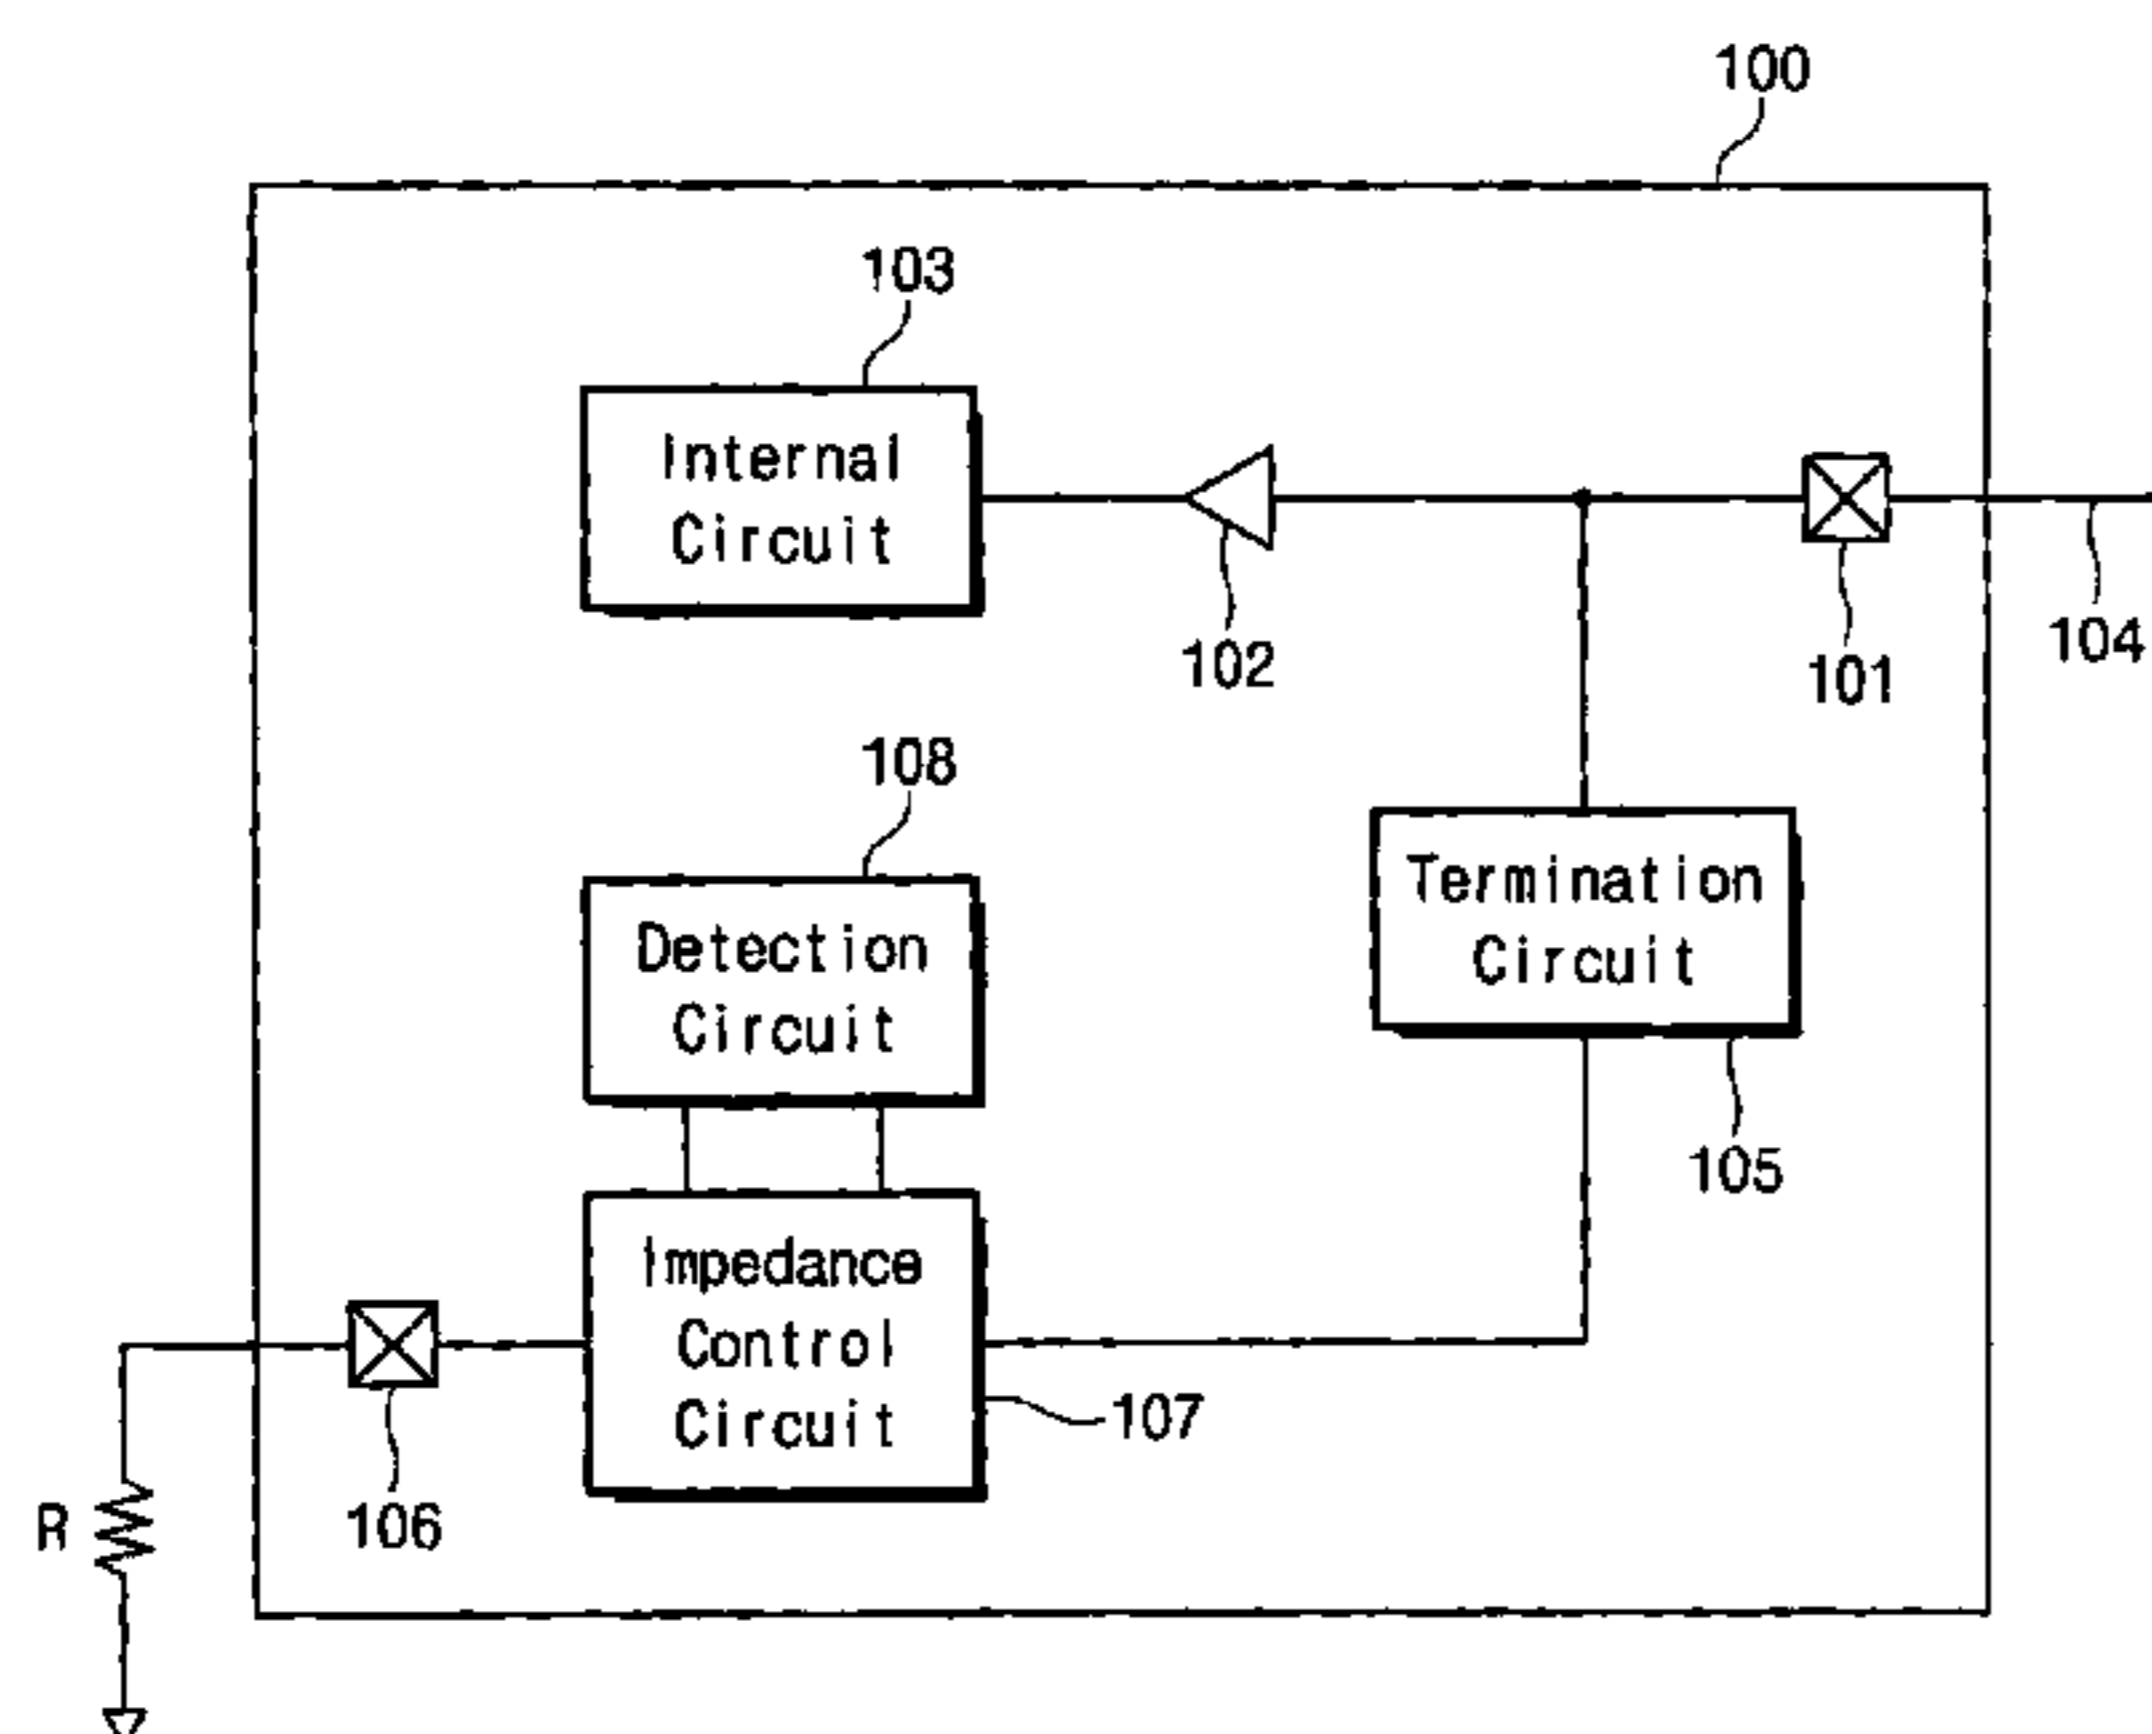 100
103
Internal
Circuit
102
101
104
108
Detection
Circuit
Termination
Circuit
105
Impedance
Control
Circuit
107
106
R